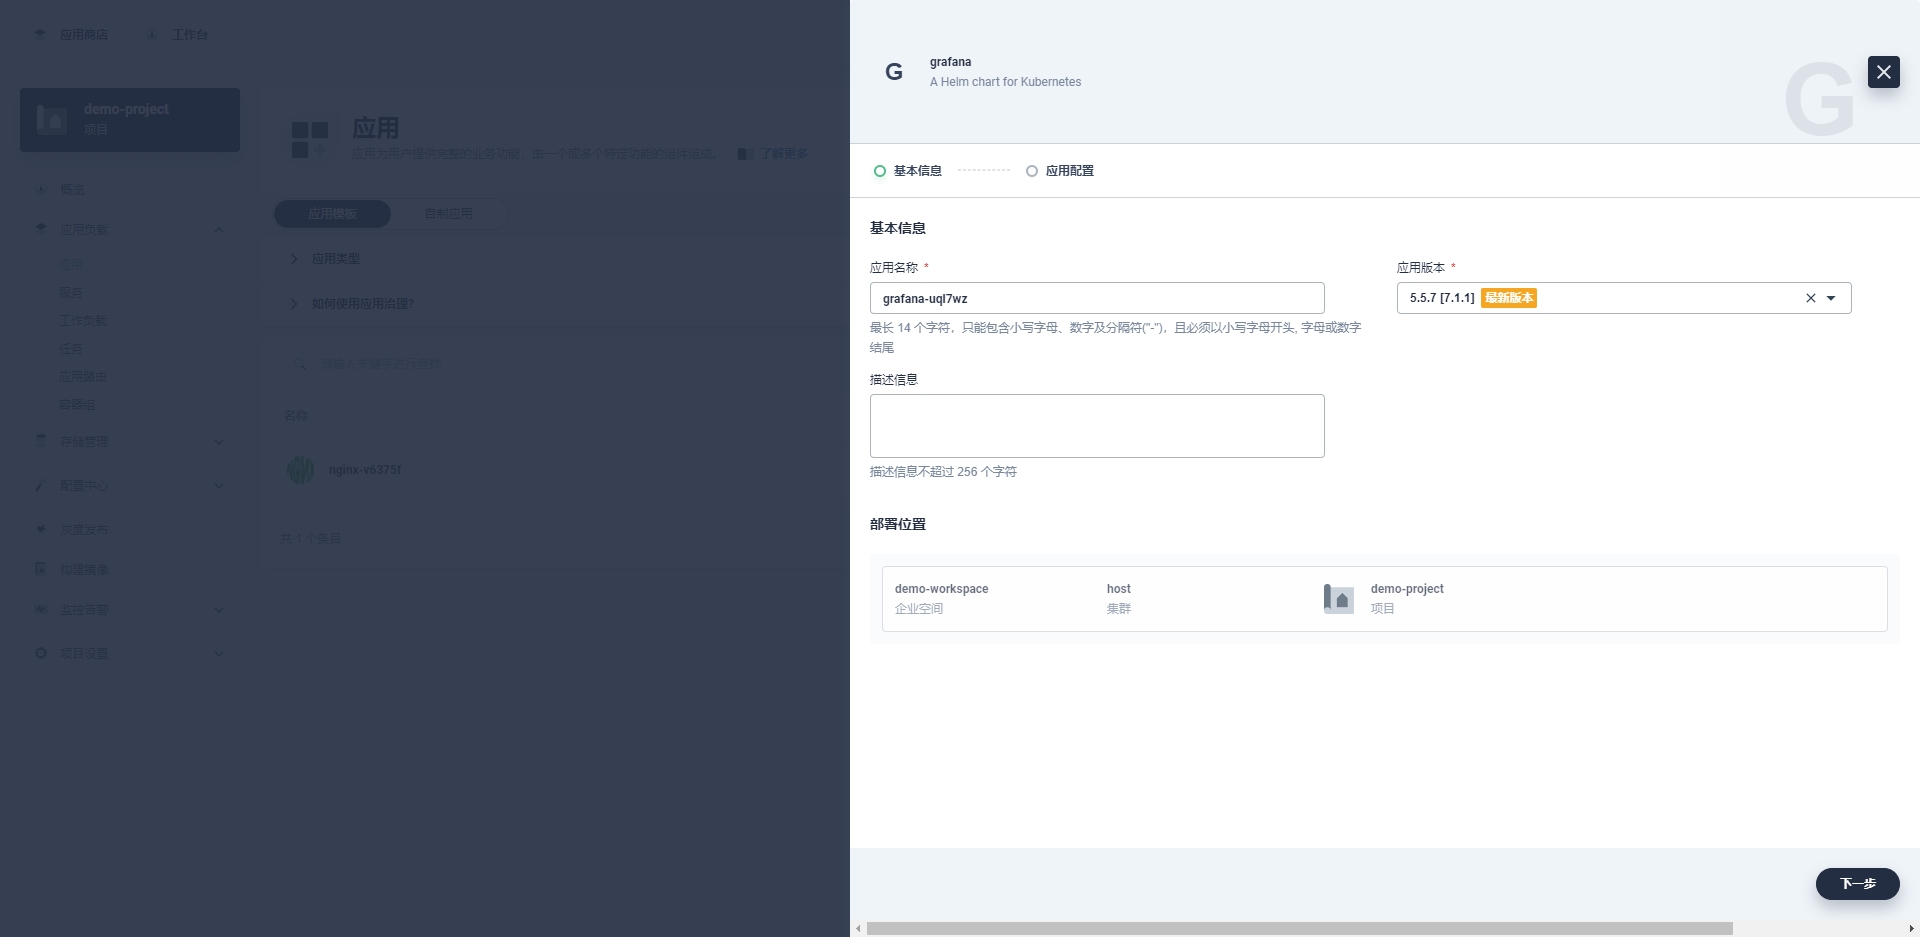 应用商店
工作台
demo-project
项目
概览
应用负载
应用
服务
工作负载
任务
应用路由
容器组
存储管理
配置中心
灰度发布
构建镜像
监控告警
项目设置
应用
应用为用户提供完整的业务功能，由一个或多个特定功能的组件组成。
了解更多
应用模板
自制应用
应用类型
如何使用应用治理?
请输入关键字进行查找
名称
nginx-v6375f
共 1 个条目
G
grafana
A Helm chart for Kubernetes
G
基本信息
应用配置
基本信息
应用名称 *
grafana-uql7wz
最长 14 个字符，只能包含小写字母、数字及分隔符("-")，且必须以小写字母开头, 字母或数字
结尾
应用版本 *
5.5.7 [7.1.1] 最新版本
描述信息
描述信息不超过 256 个字符
部署位置
demo-workspace
企业空间
host
集群
demo-project
项目
下一步